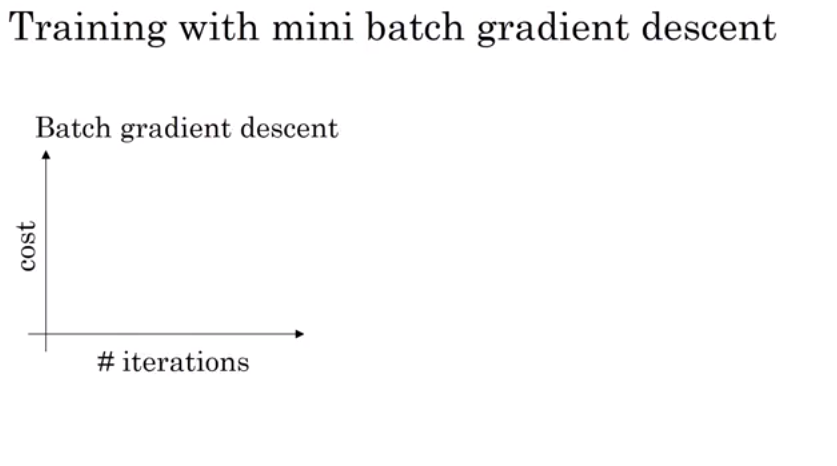 Training with mini batch gradient descent
Batch gradient descent
cost
# iterations